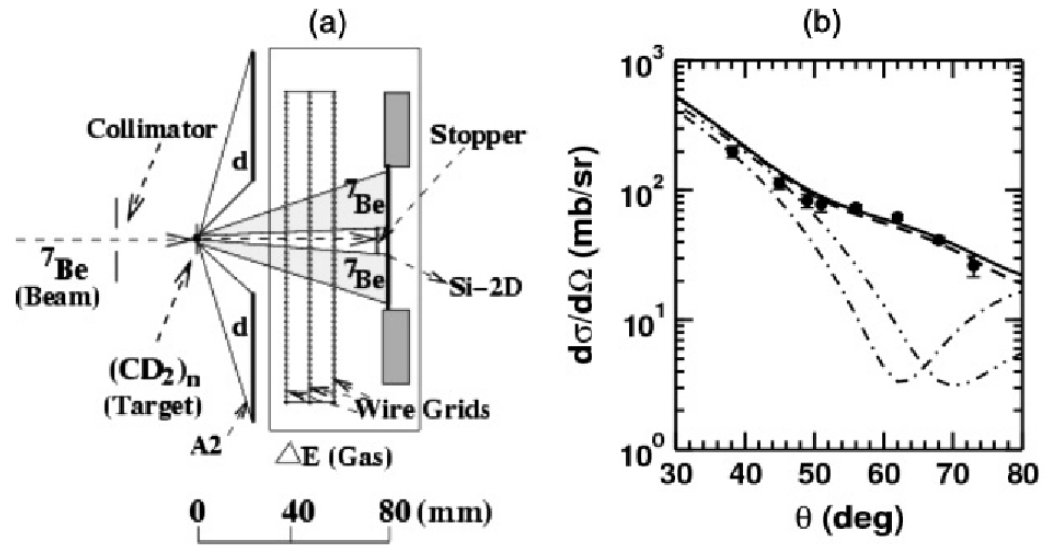 (a)
Collimator
d
Stopper
⁷Be
⁷Be
(Beam)
⁷Be
Si-2D
d
(CD₂)ₙ
(Target)
Wire Grids
A2
△E (Gas)
0 40 80 (mm)
(b)
10³
10²
10¹
10⁰
dσ/dΩ (mb/sr)
30 40 50 60 70 80
θ (deg)